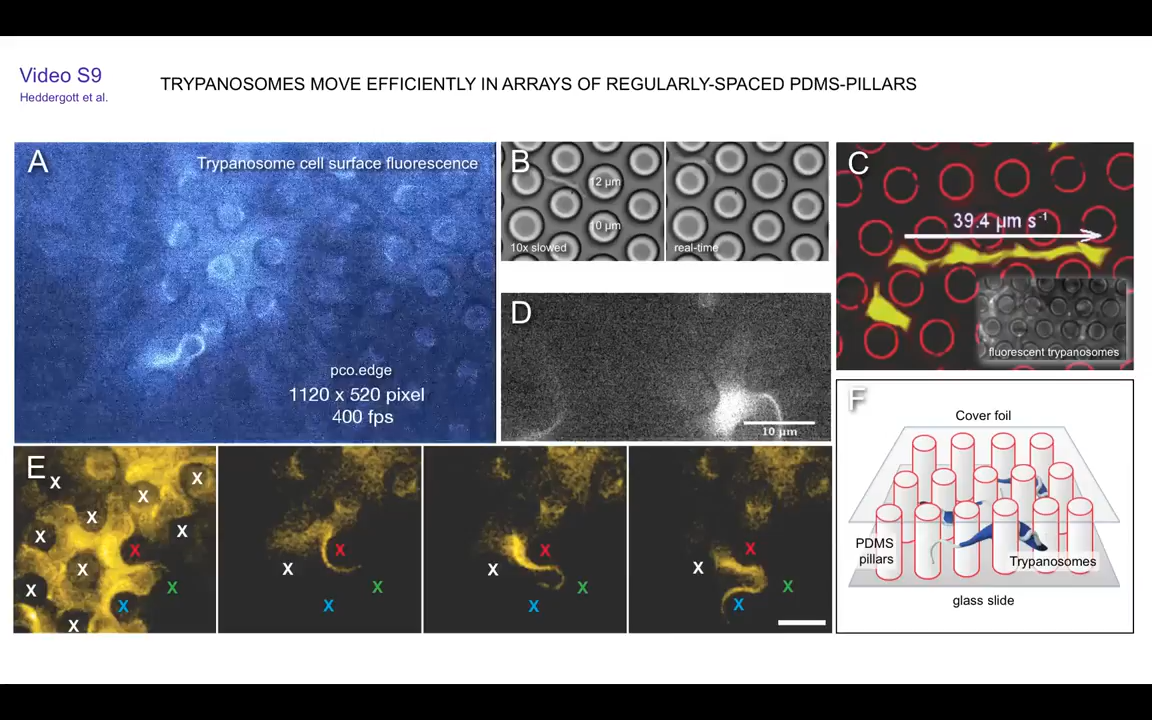 Video S9
Heddergott et al.
TRYPANOSOMES MOVE EFFICIENTLY IN ARRAYS OF REGULARLY-SPACED PDMS-PILLARS
A
Trypanosome cell surface fluorescence
pco.edge
1120 x 520 pixel
400 fps
B
12 µm
10 µm
10x slowed
real-time
C
39.4 µm s⁻¹
fluorescent trypanosomes
D
10 µm
E
X X X X X X X X X X X X X
X X X X
X X X X
X X X X
F
Cover foil
PDMS
pillars
Trypanosomes
glass slide